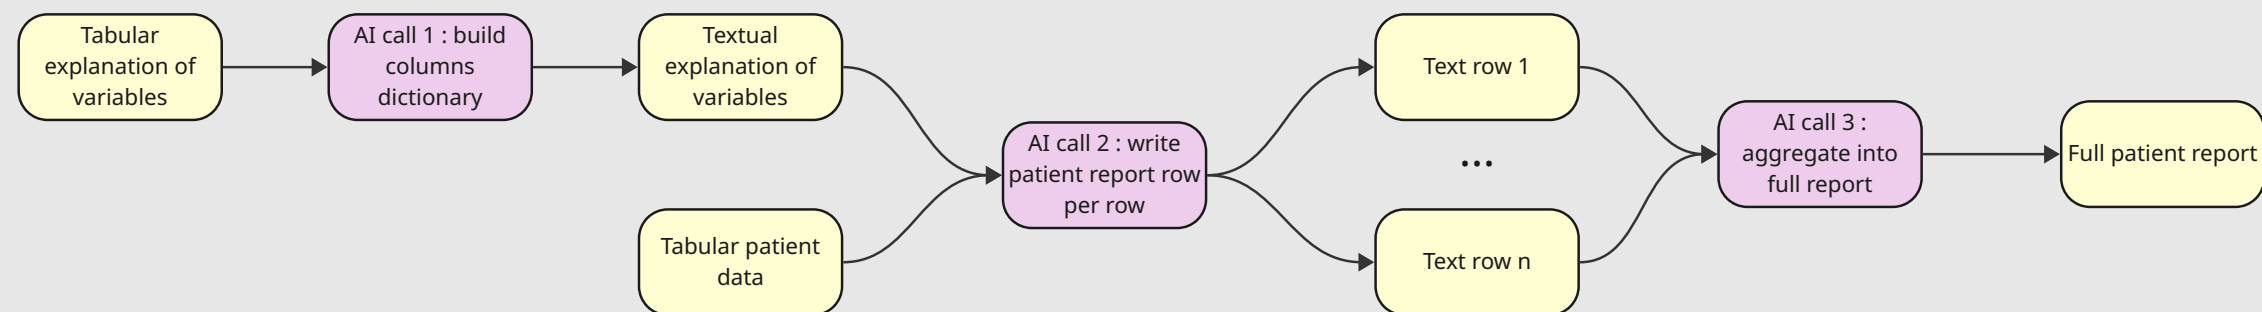 Tabular
explanation of
variables
AI call 1 : build
columns
dictionary
Textual
explanation of
variables
Tabular patient
data
AI call 2 : write
patient report row
per row
Text row 1
...
Text row n
AI call 3 :
aggregate into
full report
Full patient report